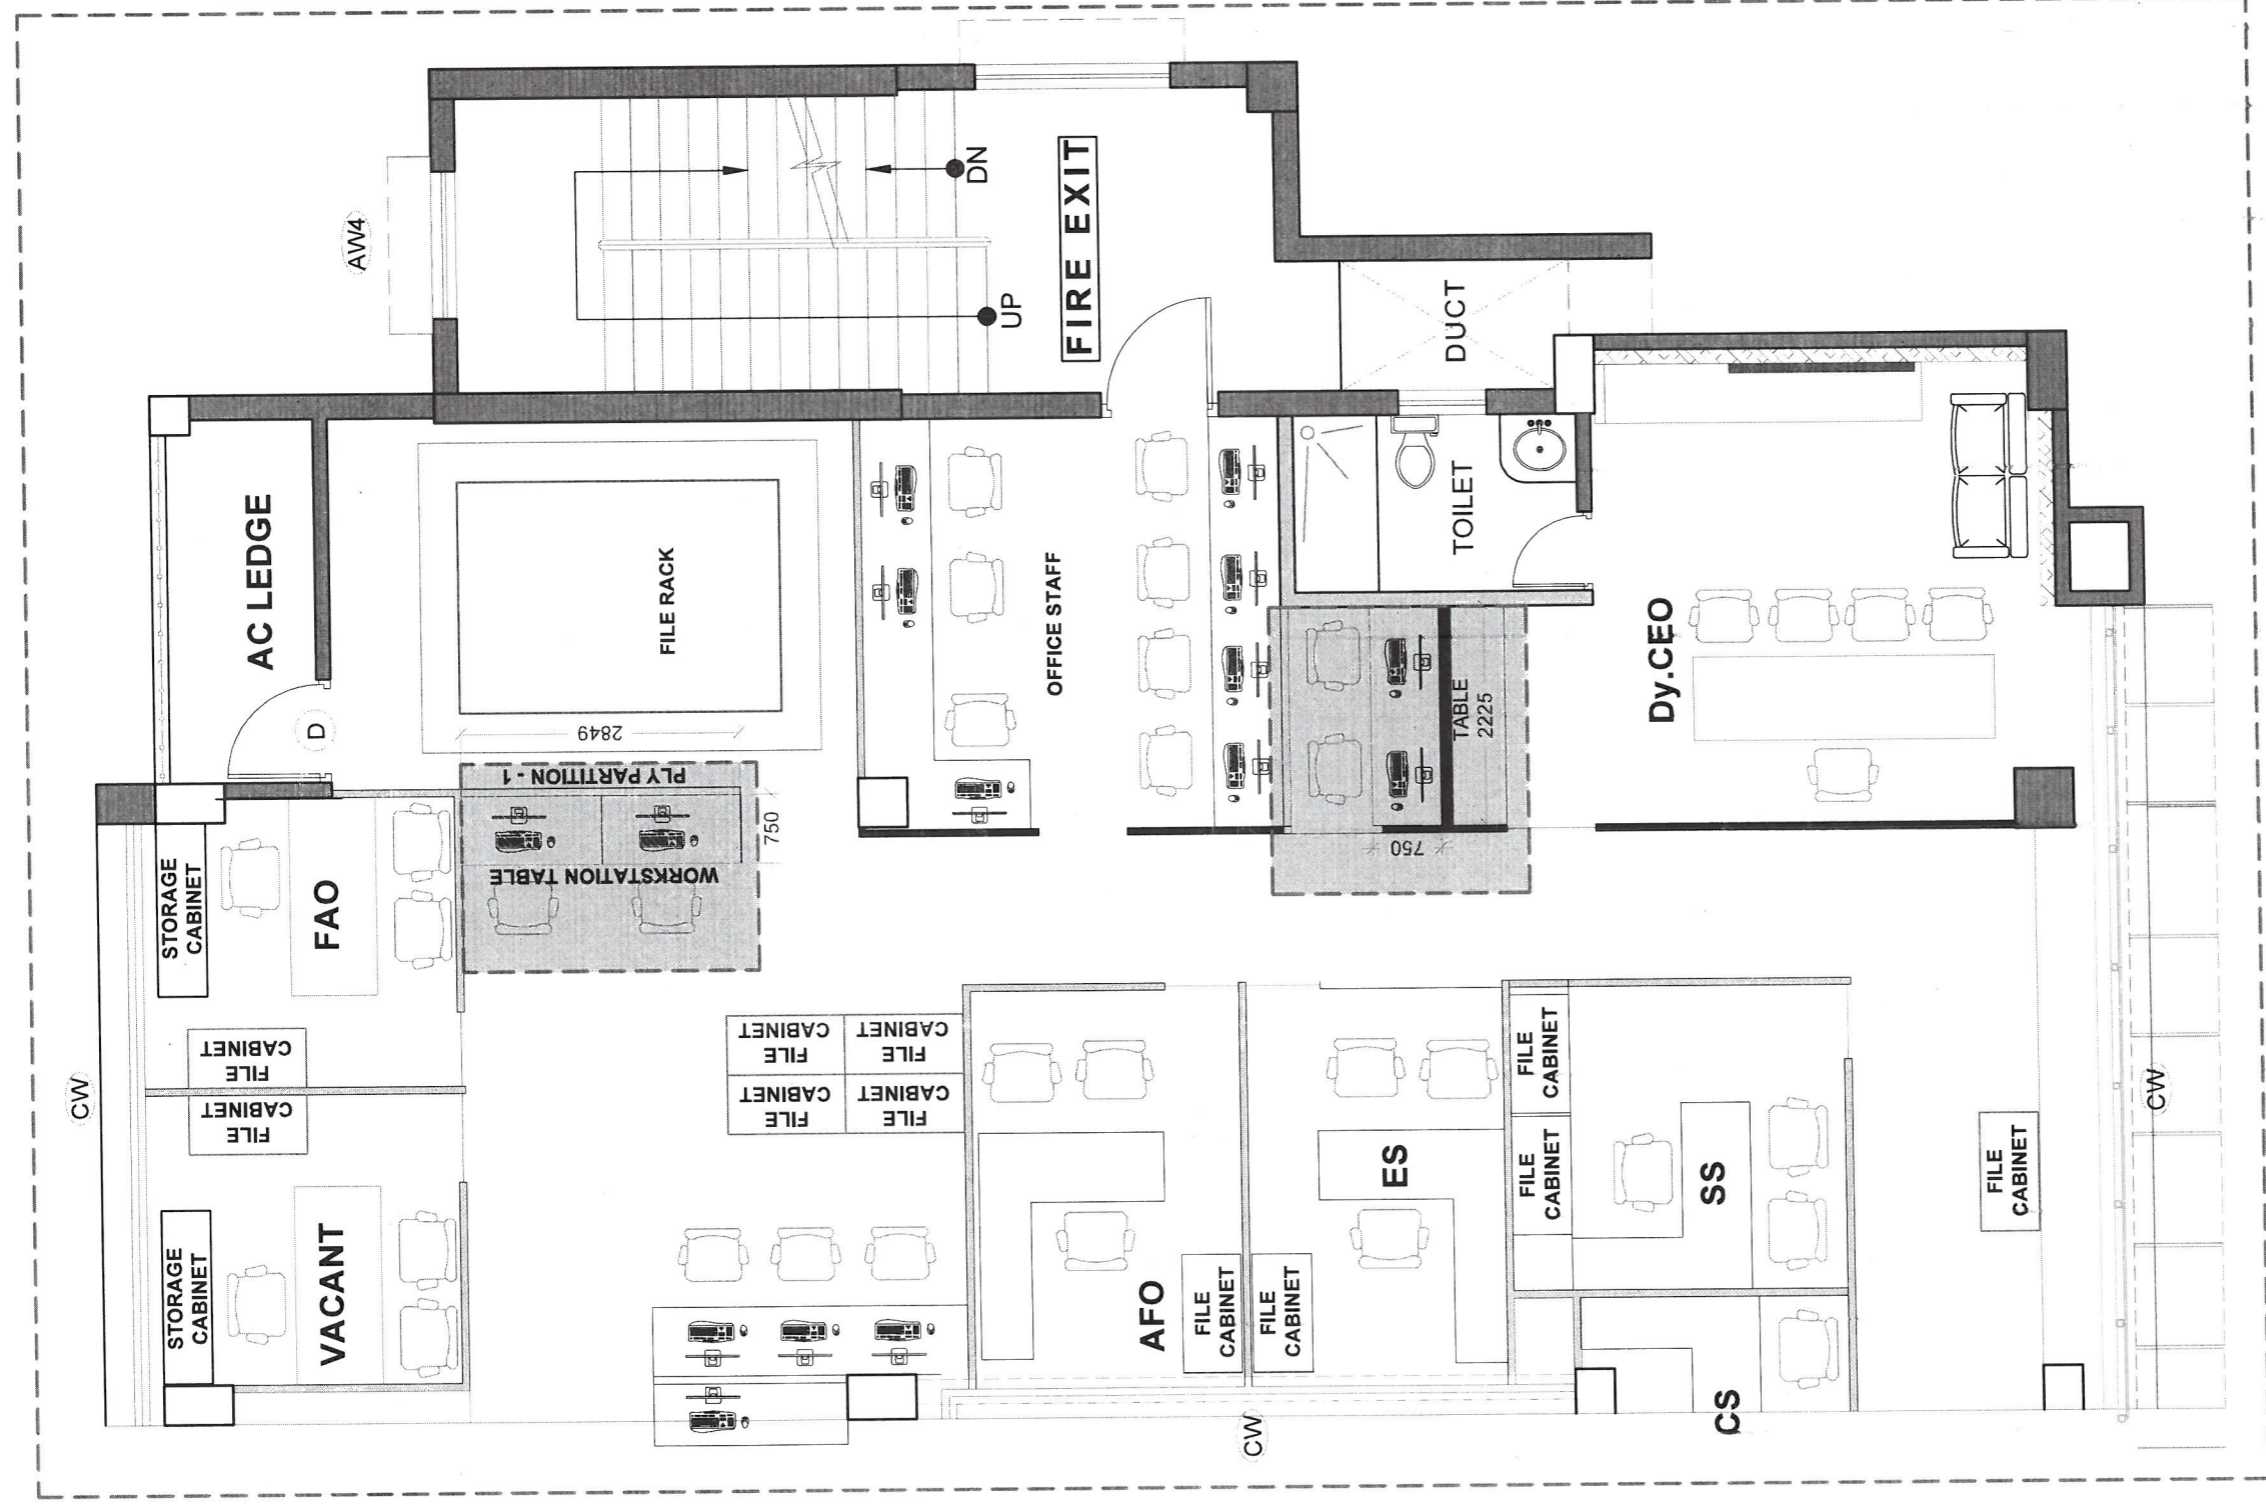 AW4
DN
UP
FIRE EXIT
DUCT
AC LEDGE
D
FILE RACK
2849
OFFICE STAFF
TOILET
Dy.CEO
TABLE
2225
750
PLY PARTITION - 1
WORKSTATION TABLE
750
STORAGE
CABINET
FAO
FILE
CABINET
FILE
CABINET
STORAGE
CABINET
VACANT
CW
FILE
CABINET
FILE
CABINET
FILE
CABINET
FILE
CABINET
AFO
FILE
CABINET
FILE
CABINET
ES
FILE
CABINET
FILE
CABINET
SS
CS
FILE
CABINET
CW
CW